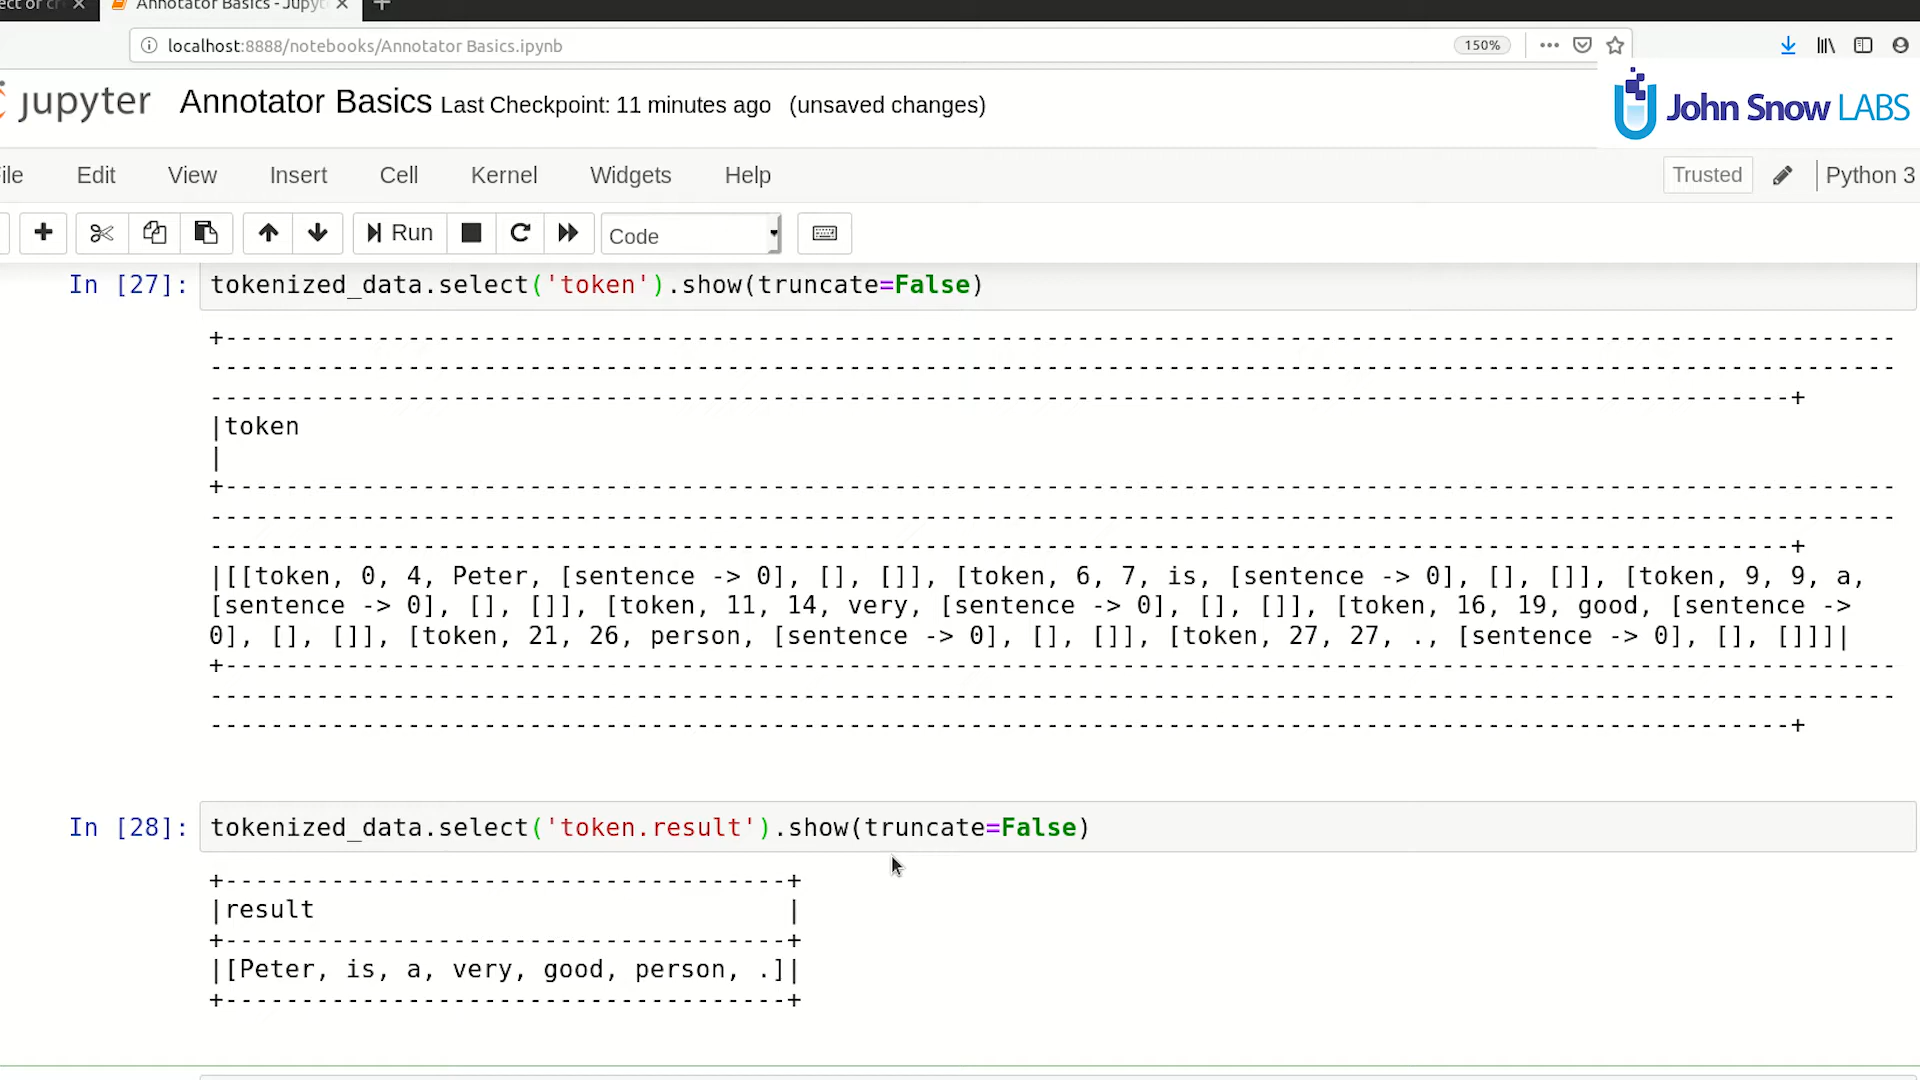 Annotator Basics - Jupyt
localhost:8888/notebooks/Annotator Basics.ipynb
150%
jupyter Annotator Basics Last Checkpoint: 11 minutes ago (unsaved changes)
John Snow LABS
File Edit View Insert Cell Kernel Widgets Help
Trusted Python 3
Run Code
In [27]: tokenized_data.select('token').show(truncate=False)
|token
|
|[[token, 0, 4, Peter, [sentence -> 0], [], []], [token, 6, 7, is, [sentence -> 0], [], []], [token, 9, 9, a,
[sentence -> 0], [], []], [token, 11, 14, very, [sentence -> 0], [], []], [token, 16, 19, good, [sentence ->
0], [], []], [token, 21, 26, person, [sentence -> 0], [], []], [token, 27, 27, ., [sentence -> 0], [], []]]|
In [28]: tokenized_data.select('token.result').show(truncate=False)
+-------------------------------------+
|result                               |
+-------------------------------------+
|[Peter, is, a, very, good, person, .]|
+-------------------------------------+